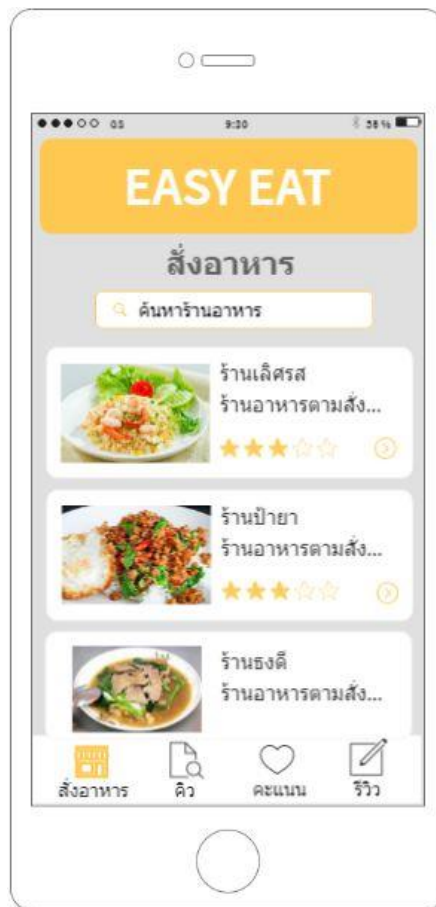 9:30
EASY EAT
สั่งอาหาร
ค้นหาร้านอาหาร
ร้านเลิศรส
ร้านอาหารตามสั่ง...
ร้านป้ายา
ร้านอาหารตามสั่ง...
ร้านธงดี
ร้านอาหารตามสั่ง...
สั่งอาหาร คิว คะแนน รีวิว